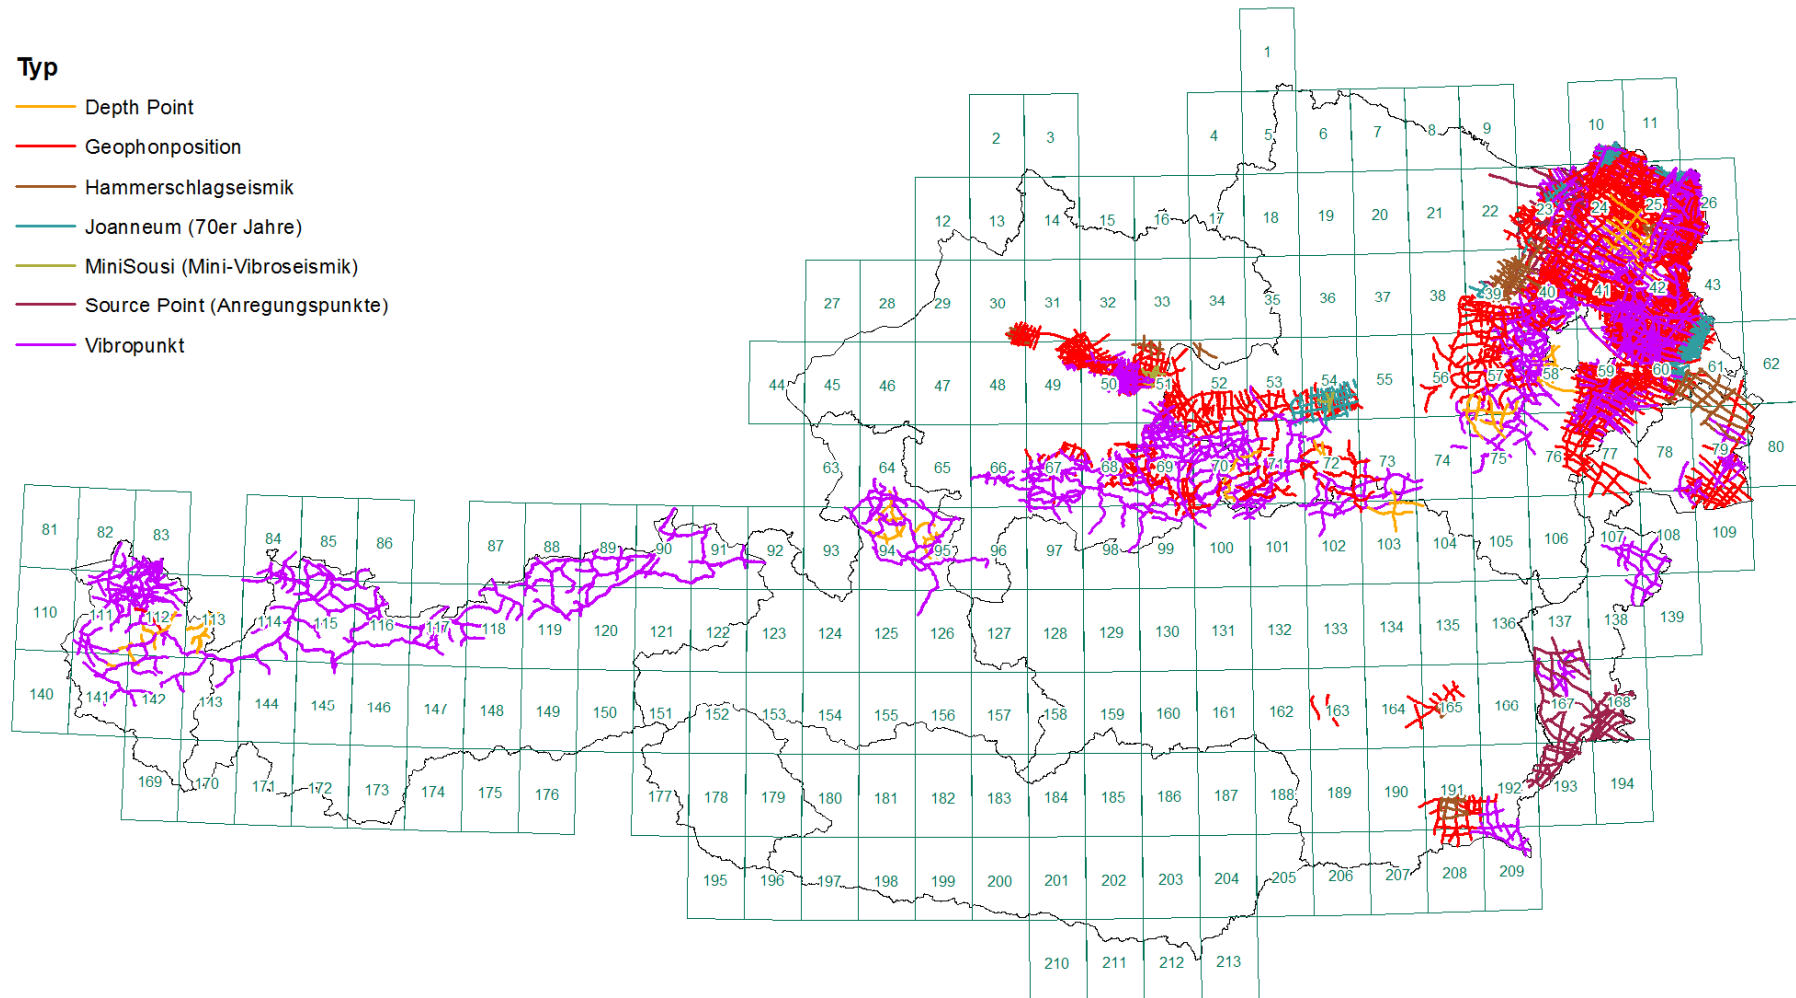 Typ
Depth Point
Geophonposition
Hammerschlagseismik
Joanneum (70er Jahre)
MiniSousi (Mini-Vibroseismik)
Source Point (Anregungspunkte)
Vibropunkt
1
2 3 4 5 6 7 8 9 10 11
12 13 14 15 16 17 18 19 20 21 22 23 24 25 26
27 28 29 30 31 32 33 34 35 36 37 38 39 40 41 42 43
44 45 46 47 48 49 50 51 52 53 54 55 56 57 58 59 60 61 62
63 64 65 66 67 68 69 70 71 72 73 74 75 76 77 78 79 80
81 82 83 84 85 86 87 88 89 90 91 92 93 94 95 96 97 98 99 100 101 102 103 104 105 106 107 108 109
110 111 112 113 114 115 116 117 118 119 120 121 122 123 124 125 126 127 128 129 130 131 132 133 134 135 136 137 138 139
140 141 142 143 144 145 146 147 148 149 150 151 152 153 154 155 156 157 158 159 160 161 162 163 164 165 166 167 168
169 170 171 172 173 174 175 176 177 178 179 180 181 182 183 184 185 186 187 188 189 190 191 192 193 194
195 196 197 198 199 200 201 202 203 204 205 206 207 208 209
210 211 212 213